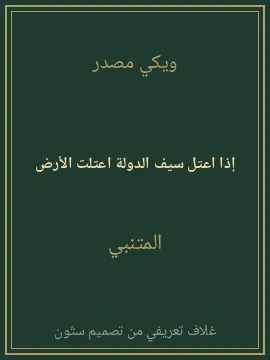 ويكي مصدر
إذا اعتل سيف الدولة اعتلت الأرض
المتنبي
غلاف تعريفي من تصميم سثون